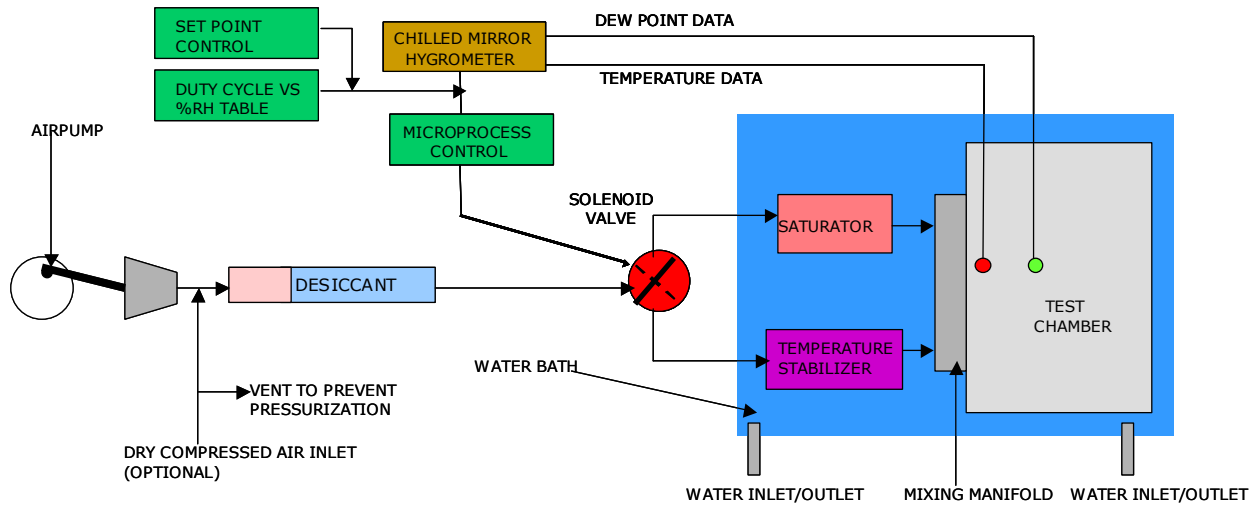 DEW POINT DATA
SET POINT
CONTROL
CHILLED MIRROR
HYGROMETER
TEMPERATURE DATA
DUTY CYCLE VS
%RH TABLE
AIRPUMP
MICROPROCESS
CONTROL
SOLENOID
VALVE
SATURATOR
DESICCANT
TEST
CHAMBER
TEMPERATURE
STABILIZER
WATER BATH
VENT TO PREVENT
PRESSURIZATION
DRY COMPRESSED AIR INLET
(OPTIONAL)
WATER INLET/OUTLET
MIXING MANIFOLD
WATER INLET/OUTLET